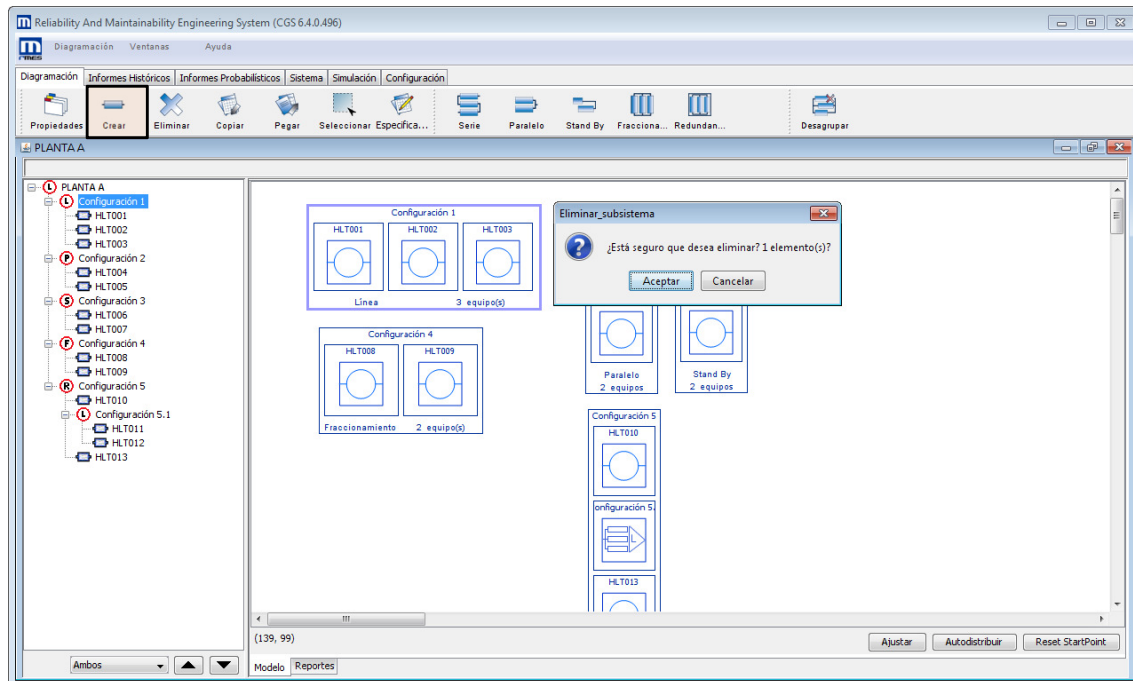 Reliability And Maintainability Engineering System (CGS 6.4.0.496)
Diagramación Ventanas Ayuda
Diagramación Informes Históricos Informes Probabilísticos Sistema Simulación Configuración
Propiedades Crear Eliminar Copiar Pegar Seleccionar Especifica... Serie Paralelo Stand By Fracciona... Redundan... Desagrupar
PLANTA A
L PLANTA A
L Configuración 1
HLT001
HLT002
HLT003
P Configuración 2
HLT004
HLT005
S Configuración 3
HLT006
HLT007
F Configuración 4
HLT008
HLT009
R Configuración 5
HLT010
L Configuración 5.1
HLT011
HLT012
HLT013
Ambos
Configuración 1
HLT001 HLT002 HLT003
Línea 3 equipo(s)
Eliminar_subsistema
¿Está seguro que desea eliminar? 1 elemento(s)?
Aceptar Cancelar
Configuración 4
HLT008 HLT009
Fraccionamiento 2 equipo(s)
Paralelo
2 equipos
Stand By
2 equipos
Configuración 5
HLT010
onfiguración 5.
HLT013
(139, 99)
Ajustar Autodistribuir Reset StartPoint
Modelo Reportes